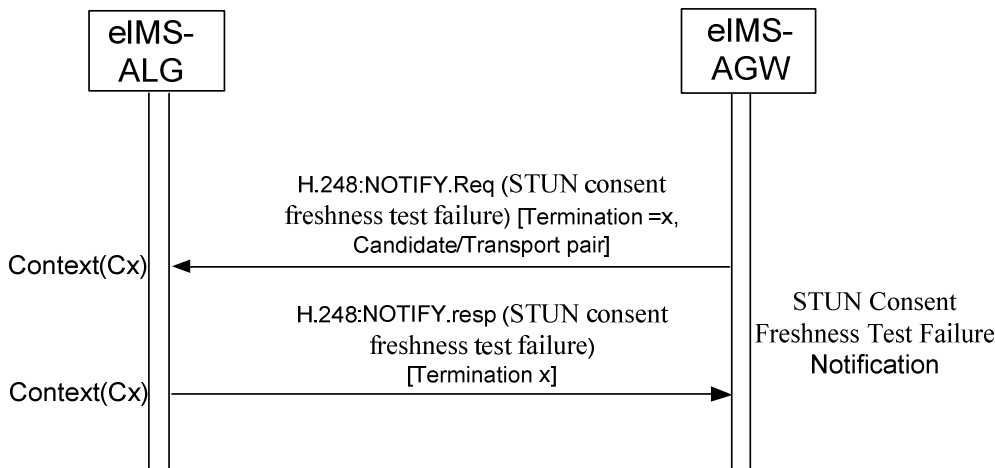 eIMS-
ALG
eIMS-
AGW
H.248:NOTIFY.Req (STUN consent
freshness test failure) [Termination =x,
Candidate/Transport pair]
Context(Cx)
H.248:NOTIFY.resp (STUN consent
freshness test failure)
[Termination x]
Context(Cx)
STUN Consent
Freshness Test Failure
Notification